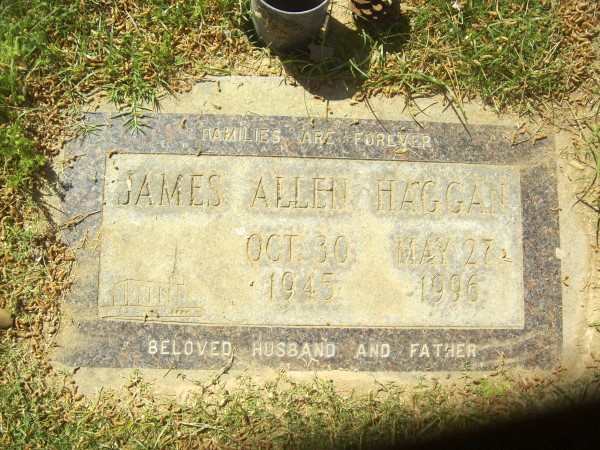 FAMILIES ARE FOREVER
JAMES ALLEN HAGGAN
OCT. 30 MAY 27
1945 1996
BELOVED HUSBAND AND FATHER